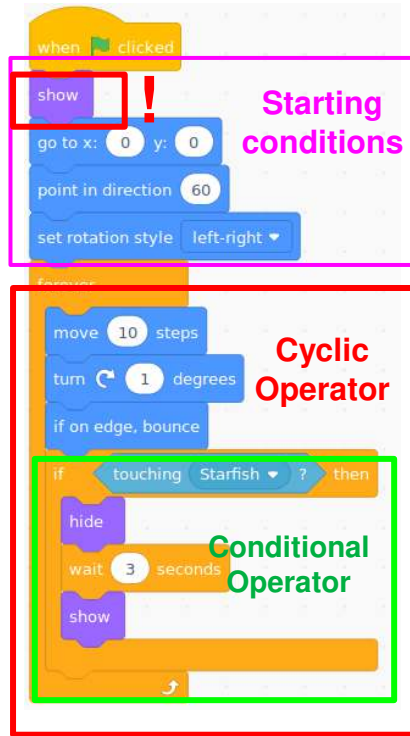 when clicked
show
!
Starting
conditions
go to x: 0 y: 0
point in direction 60
set rotation style left-right
forever
move 10 steps
turn 1 degrees
Cyclic
Operator
if on edge, bounce
if touching Starfish ? then
hide
wait 3 seconds
Conditional
Operator
show